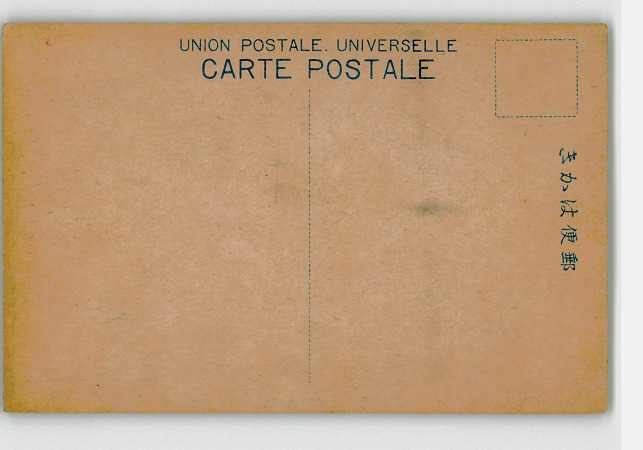 UNION POSTALE. UNIVERSELLE
CARTE POSTALE
きかは便郵